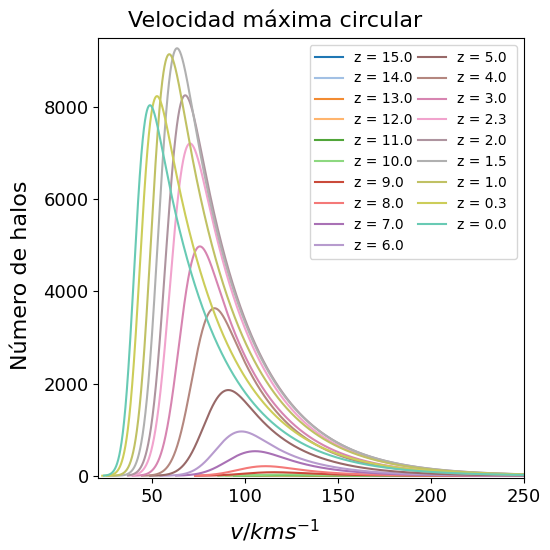 Velocidad máxima circular
Número de halos
8000
6000
4000
2000
0
50
100
150
200
250
v/kms⁻¹
z = 15.0
z = 14.0
z = 13.0
z = 12.0
z = 11.0
z = 10.0
z = 9.0
z = 8.0
z = 7.0
z = 6.0
z = 5.0
z = 4.0
z = 3.0
z = 2.3
z = 2.0
z = 1.5
z = 1.0
z = 0.3
z = 0.0